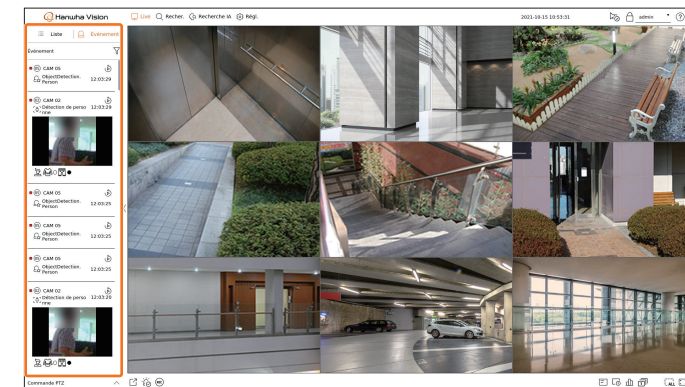 Hanwha Vision
Live Recher. Recherche IA Régl.
2021-10-15 10:53:31
admin
Liste Evénement
Evénement
CAM 05
ObjectDetection.
Person
12:03:29
CAM 02
Détection de perso
nne
12:03:29
CAM 05
ObjectDetection.
Person
12:03:25
CAM 05
ObjectDetection.
Person
12:03:25
CAM 05
ObjectDetection.
Person
12:03:25
CAM 02
Détection de perso
nne
12:03:20
Commande PTZ
ALL